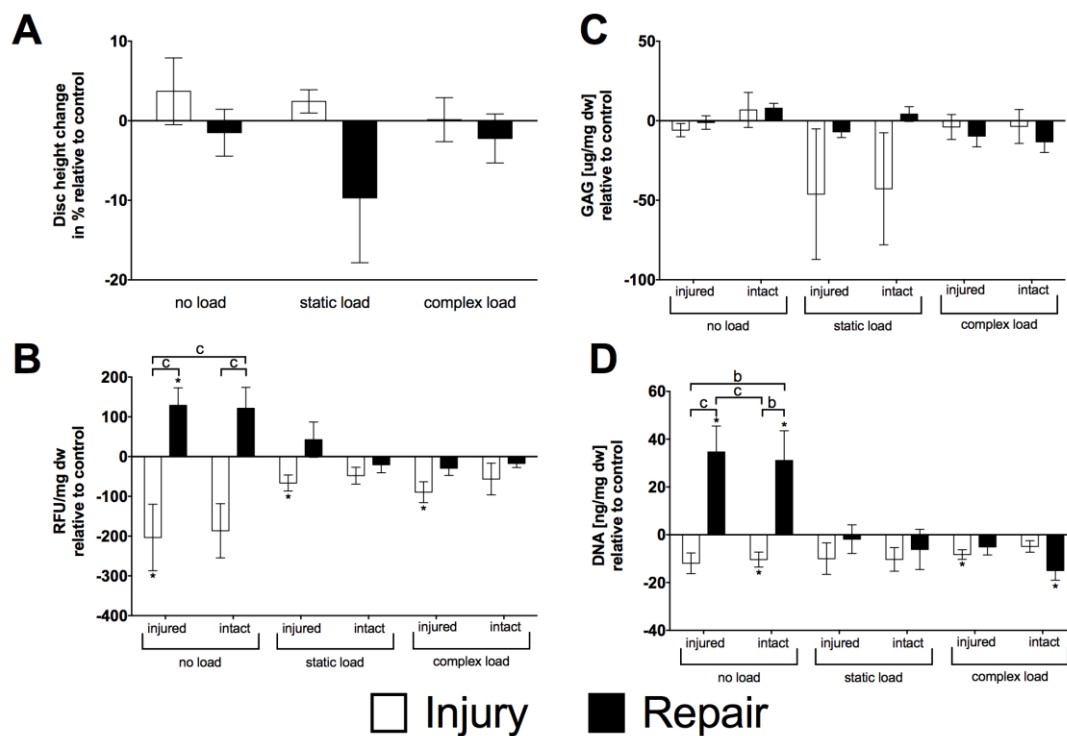 A
Disc height change
in % relative to control
10
0
-10
-20
no load static load complex load
C
GAG [ug/mg dw]
relative to control
50
0
-50
-100
injured intact injured intact injured intact
no load static load complex load
B
RFU/mg dw
relative to control
200
100
0
-100
-200
-300
-400
c
c * c
*
* *
injured intact injured intact injured intact
no load static load complex load
D
DNA [ng/mg dw]
relative to control
60
40
20
0
-20
-40
b
c
c b
* *
* * *
injured intact injured intact injured intact
no load static load complex load
Injury Repair